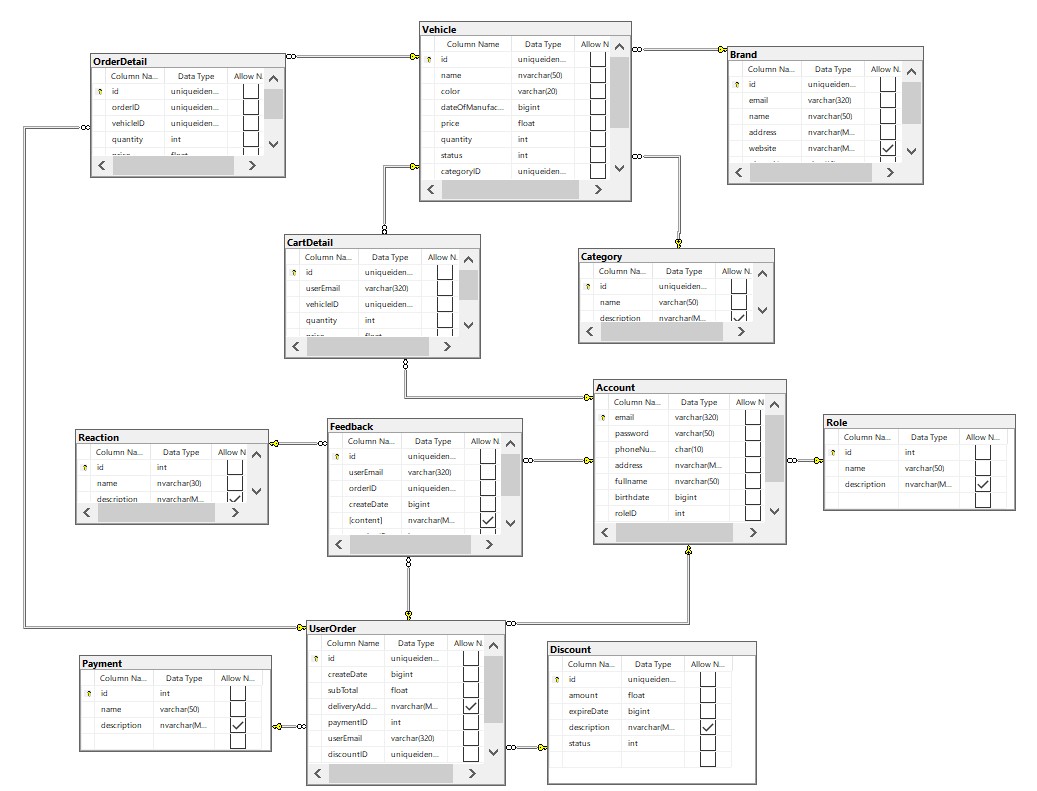 Vehicle
Column Name Data Type Allow N
id uniqueiden...
name nvarchar(50)
color varchar(20)
dateOfManufac... bigint
price float
quantity int
status int
categoryID uniqueiden...
OrderDetail
Column Na... Data Type Allow N.
id uniqueiden...
orderID uniqueiden...
vehicleID uniqueiden...
quantity int
price float
Brand
Column Na... Data Type Allow N.
id uniqueiden...
email varchar(320)
name nvarchar(50)
address nvarchar(M...
website nvarchar(M...
CartDetail
Column Na... Data Type Allow N.
id uniqueiden...
userEmail varchar(320)
vehicleID uniqueiden...
quantity int
price float
Category
Column Na... Data Type Allow N.
id uniqueiden...
name varchar(50)
description nvarchar(M...
Account
Column Na... Data Type Allow N
email varchar(320)
password varchar(50)
phoneNu... char(10)
address nvarchar(M...
fullname nvarchar(50)
birthdate bigint
roleID int
Role
Column Na... Data Type Allow N...
id int
name varchar(50)
description nvarchar(M...
Reaction
Column Na... Data Type Allow N
id int
name varchar(30)
description nvarchar(M...
Feedback
Column Na... Data Type Allow N
id uniqueiden...
userEmail varchar(320)
orderID uniqueiden...
createDate bigint
[content] nvarchar(M...
UserOrder
Column Name Data Type Allow N.
id uniqueiden...
createDate bigint
subTotal float
deliveryAdd... nvarchar(M...
paymentID int
userEmail varchar(320)
discountID uniqueiden...
Payment
Column Na... Data Type Allow N...
id int
name varchar(50)
description nvarchar(M...
Discount
Column Na... Data Type Allow N...
id uniqueiden...
amount float
expireDate bigint
description nvarchar(M...
status int